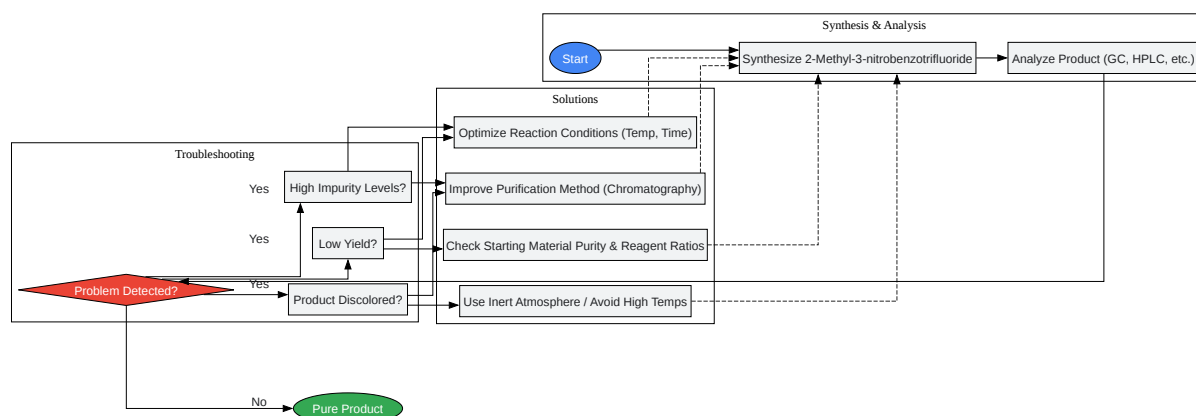 Synthesis & Analysis
Start
Synthesize 2-Methyl-3-nitrobenzotrifluoride
Analyze Product (GC, HPLC, etc.)
Solutions
Optimize Reaction Conditions (Temp, Time)
Troubleshooting
Yes
High Impurity Levels?
Improve Purification Method (Chromatography)
Yes
Low Yield?
Check Starting Material Purity & Reagent Ratios
Problem Detected?
Yes
Product Discolored?
Use Inert Atmosphere / Avoid High Temps
No
Pure Product